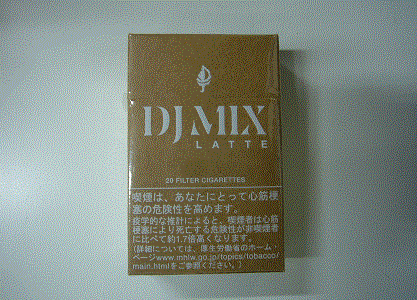 DJ MIX
LATTE
20 FILTER CIGARETTES
喫煙は、あなたにとって心筋梗
塞の危険性を高めます。
疫学的な推計によると、喫煙者は心筋
梗塞により死亡する危険性が非喫煙者
に比べて約1.7倍高くなります。
(詳細については、厚生労働省のホーム・
ページwww.mhlw.go.jp/topics/tobacco/
main.htmlをご参照ください。)